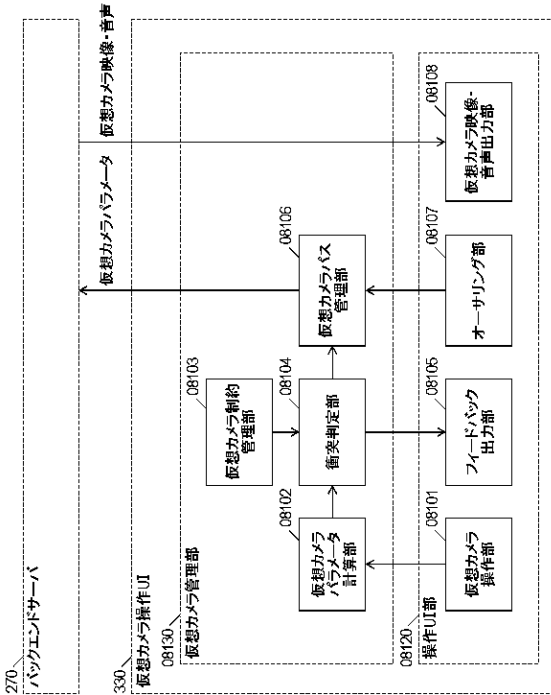 270
バックエンドサーバ
仮想カメラパラメータ
仮想カメラ映像・音声
330
仮想カメラ操作UI
08130
仮想カメラ管理部
08103
仮想カメラ制約
管理部
08102
仮想カメラ
パラメータ
計算部
08104
衝突判定部
08106
仮想カメラパス
管理部
08120
操作UI部
08101
仮想カメラ
操作部
08105
フィードバック
出力部
08107
オーサリング部
08108
仮想カメラ映像・
音声出力部